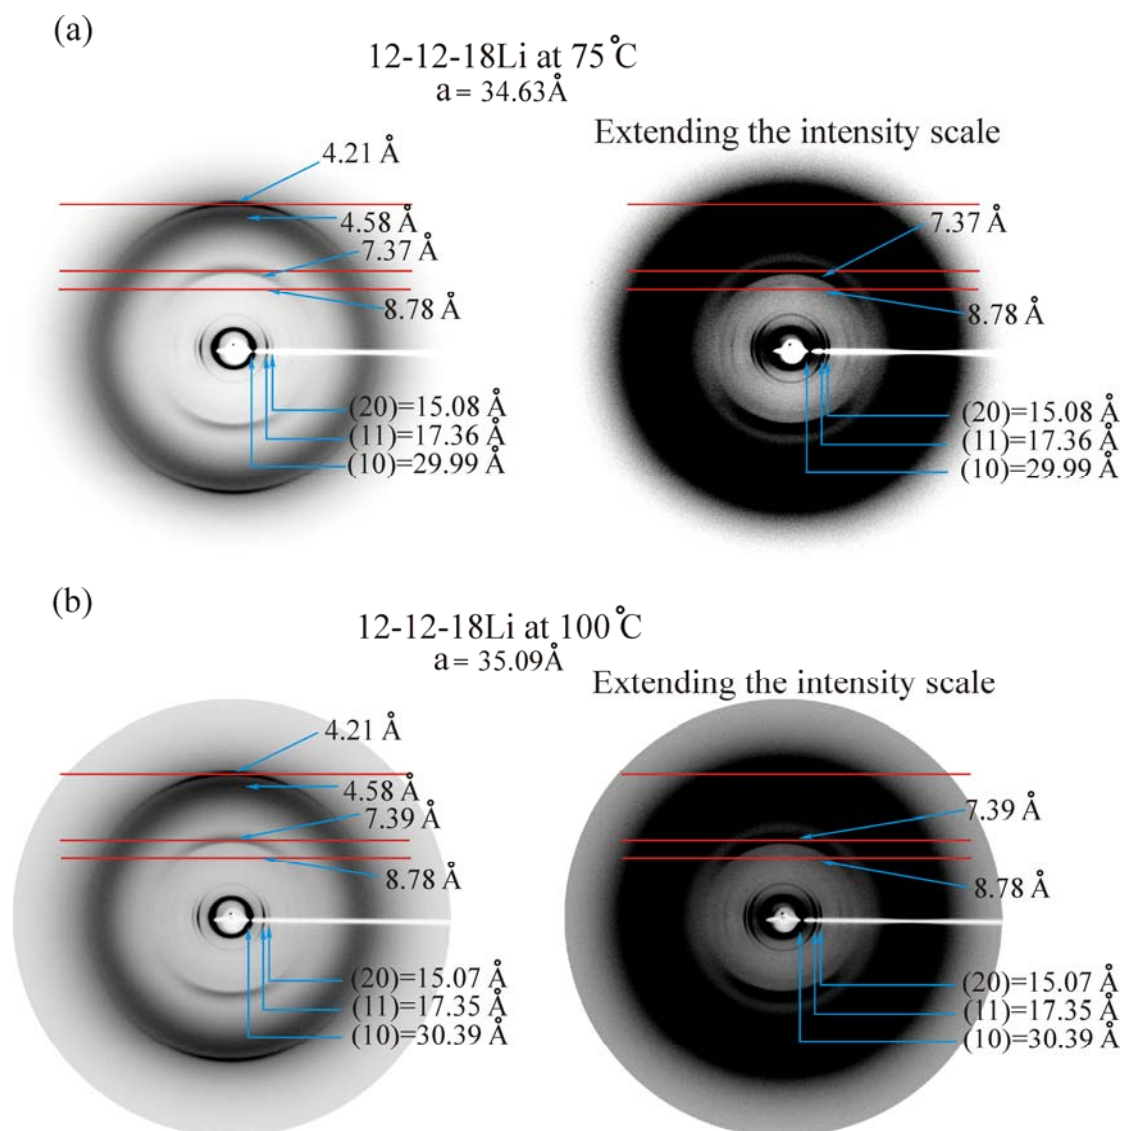 (a)
12-12-18Li at 75°C
a = 34.63Å
Extending the intensity scale
4.21 Å
4.58 Å
7.37 Å
8.78 Å
(20)=15.08 Å
(11)=17.36 Å
(10)=29.99 Å
7.37 Å
8.78 Å
(20)=15.08 Å
(11)=17.36 Å
(10)=29.99 Å
(b)
12-12-18Li at 100°C
a = 35.09Å
Extending the intensity scale
4.21 Å
4.58 Å
7.39 Å
8.78 Å
(20)=15.07 Å
(11)=17.35 Å
(10)=30.39 Å
7.39 Å
8.78 Å
(20)=15.07 Å
(11)=17.35 Å
(10)=30.39 Å